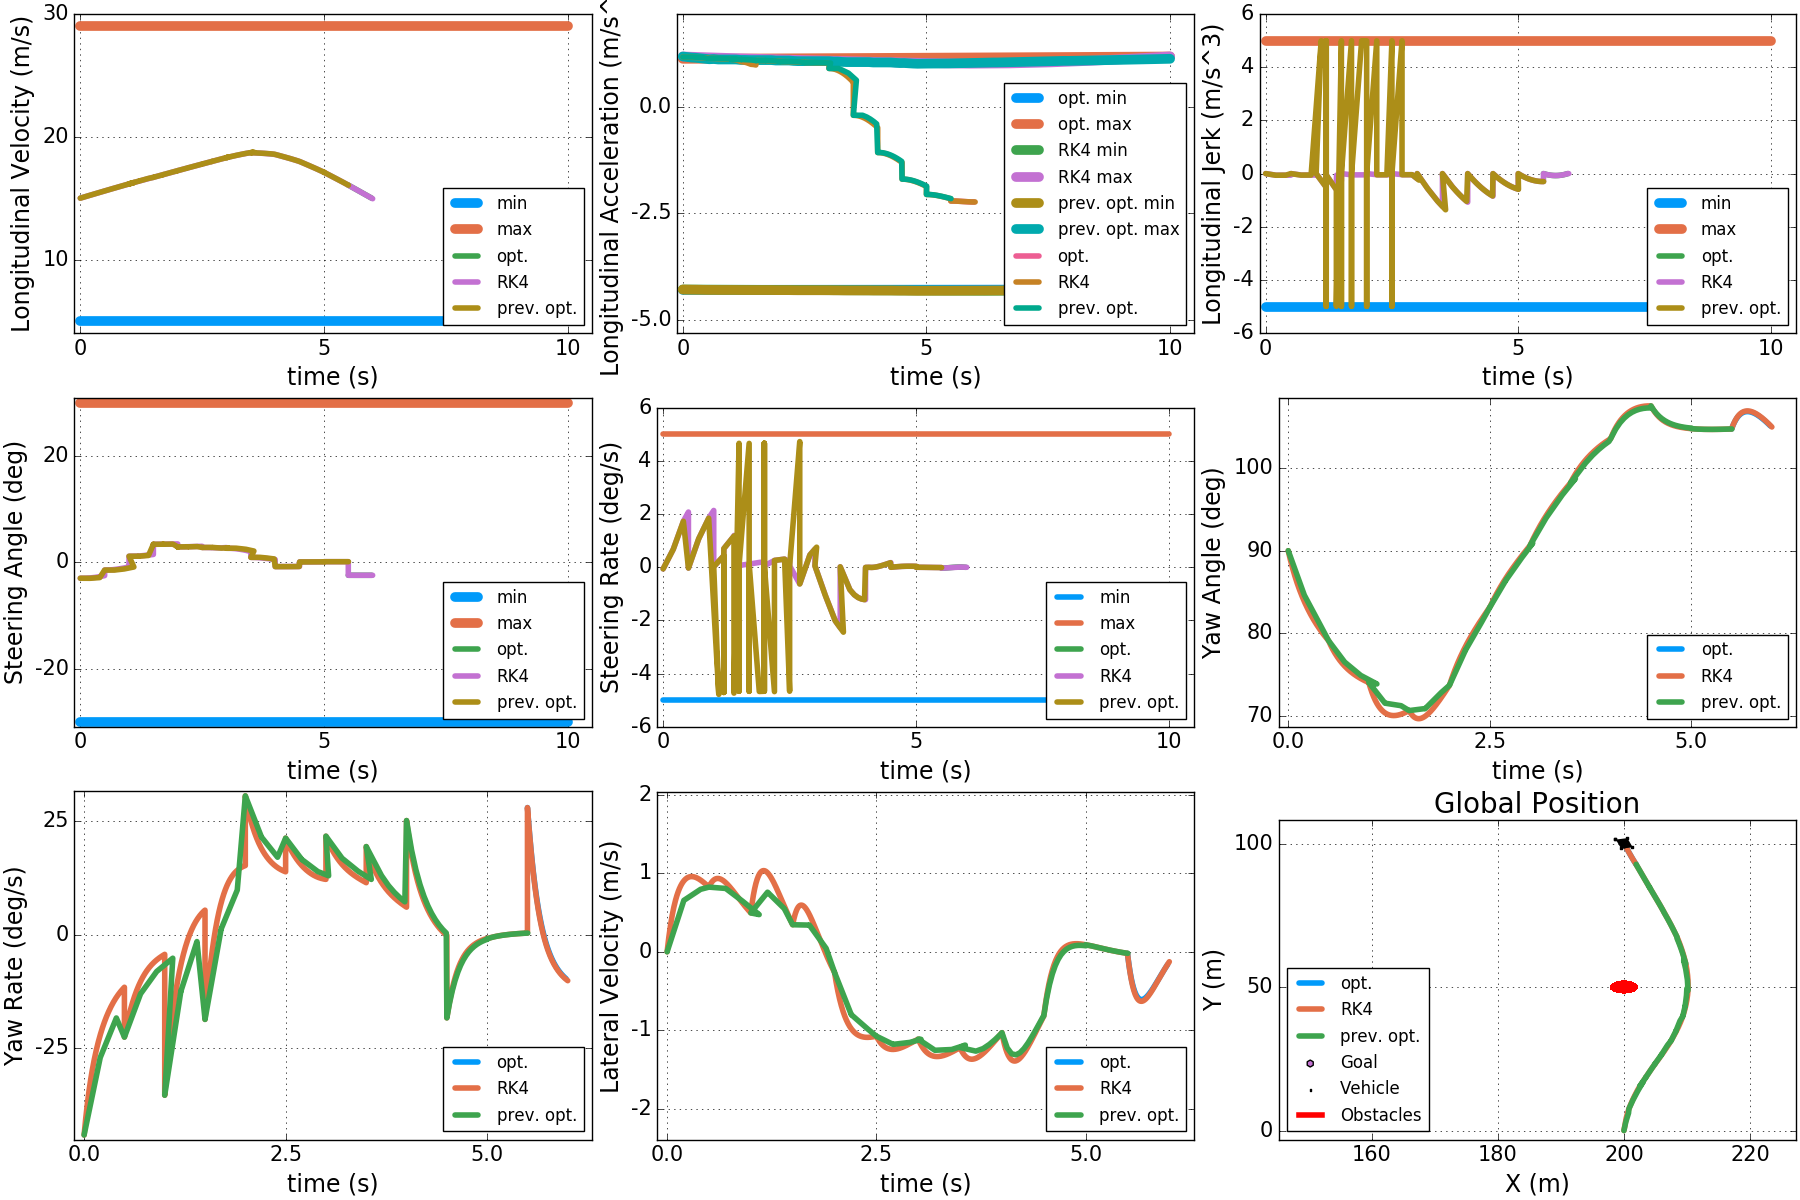 Longitudinal Velocity (m/s)
30
20
10
0
5
10
time (s)
min
max
opt.
RK4
prev. opt.
Longitudinal Acceleration (m/s^
0.0
-2.5
-5.0
0
5
10
time (s)
opt. min
opt. max
RK4 min
RK4 max
prev. opt. min
prev. opt. max
opt.
RK4
prev. opt.
Longitudinal Jerk (m/s^3)
6
4
2
0
-2
-4
-6
0
5
10
time (s)
min
max
opt.
RK4
prev. opt.
Steering Angle (deg)
20
0
-20
0
5
10
time (s)
min
max
opt.
RK4
prev. opt.
Steering Rate (deg/s)
6
4
2
0
-2
-4
-6
0
5
10
time (s)
min
max
opt.
RK4
prev. opt.
Yaw Angle (deg)
100
90
80
70
0.0
2.5
5.0
time (s)
opt.
RK4
prev. opt.
Yaw Rate (deg/s)
25
0
-25
0.0
2.5
5.0
time (s)
opt.
RK4
prev. opt.
Lateral Velocity (m/s)
2
1
0
-1
-2
0.0
2.5
5.0
time (s)
opt.
RK4
prev. opt.
Global Position
Y (m)
100
50
0
160
180
200
220
X (m)
opt.
RK4
prev. opt.
Goal
Vehicle
Obstacles